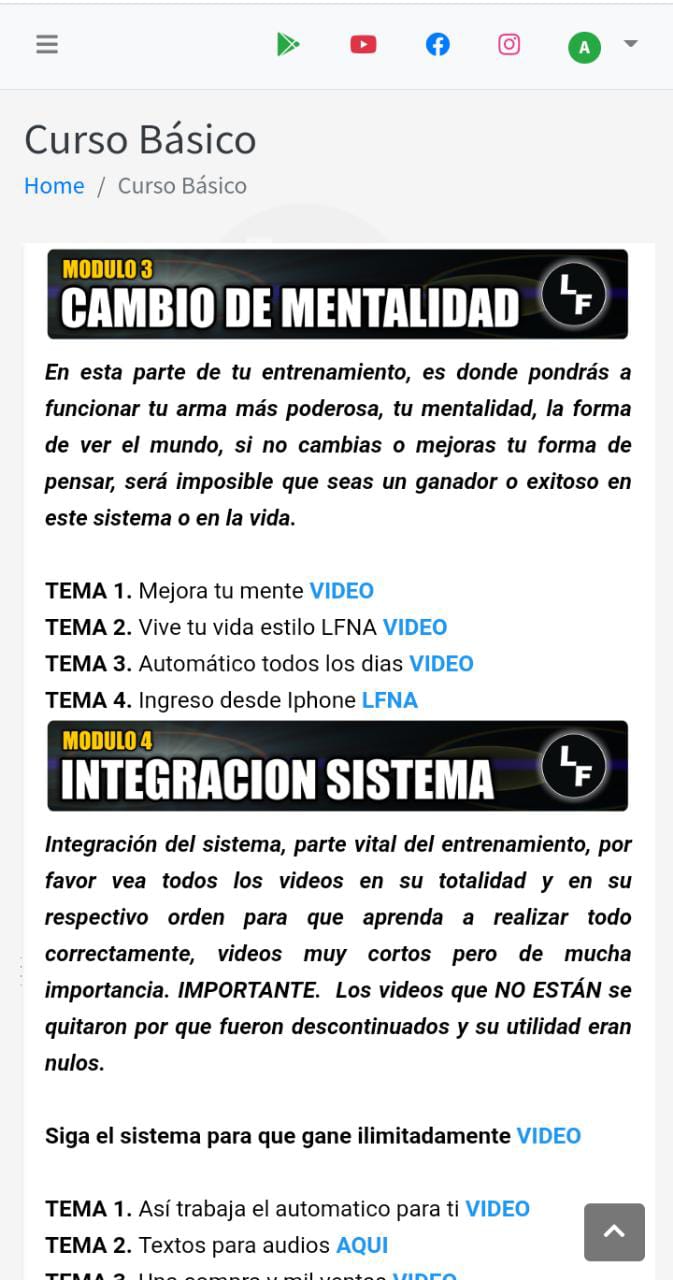 A
Curso Básico
Home / Curso Básico
MODULO 3
CAMBIO DE MENTALIDAD
LF
En esta parte de tu entrenamiento, es donde pondrás a
funcionar tu arma más poderosa, tu mentalidad, la forma
de ver el mundo, si no cambias o mejoras tu forma de
pensar, será imposible que seas un ganador o exitoso en
este sistema o en la vida.
TEMA 1. Mejora tu mente VIDEO
TEMA 2. Vive tu vida estilo LFNA VIDEO
TEMA 3. Automático todos los dias VIDEO
TEMA 4. Ingreso desde Iphone LFNA
MODULO 4
INTEGRACION SISTEMA
LF
Integración del sistema, parte vital del entrenamiento, por
favor vea todos los videos en su totalidad y en su
respectivo orden para que aprenda a realizar todo
correctamente, videos muy cortos pero de mucha
importancia. IMPORTANTE. Los videos que NO ESTÁN se
quitaron por que fueron descontinuados y su utilidad eran
nulos.
Siga el sistema para que gane ilimitadamente VIDEO
TEMA 1. Así trabaja el automatico para ti VIDEO
TEMA 2. Textos para audios AQUI
TEMA 3. Una compra y mil ventas VIDEO